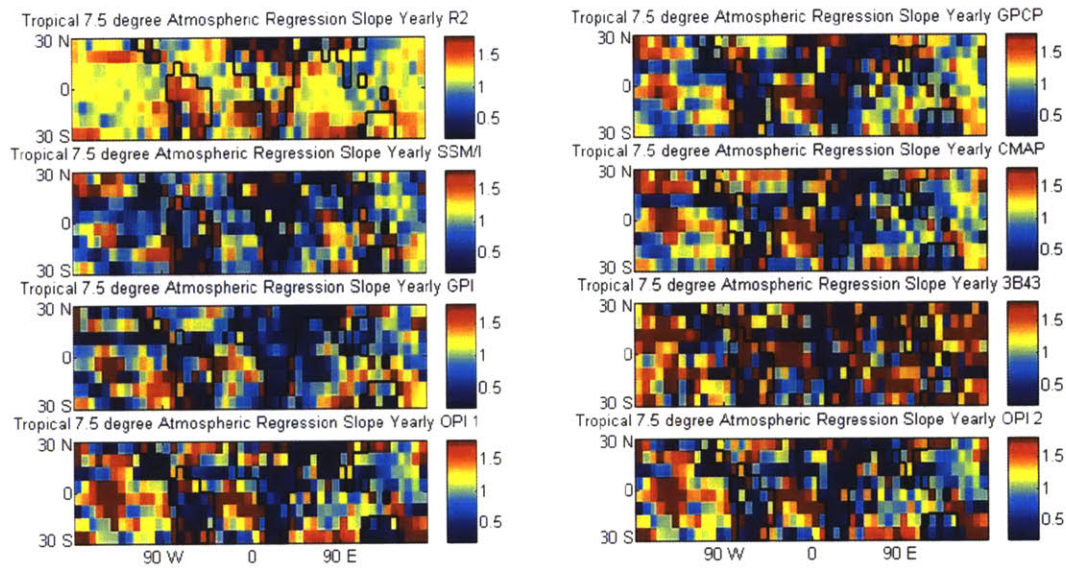 Tropical 7.5 degree Atmospheric Regression Slope Yearly R2
30 N
0
30 S
1.5
1
0.5
Tropical 7.5 degree Atmospheric Regression Slope Yearly SSM/I
30 N
0
30 S
1.5
1
0.5
Tropical 7.5 degree Atmospheric Regression Slope Yearly GPI
30 N
0
30 S
1.5
1
0.5
Tropical 7.5 degree Atmospheric Regression Slope Yearly OPI 1
30 N
0
30 S
1.5
1
0.5
90 W 0 90 E
Tropical 7.5 degree Atmospheric Regression Slope Yearly GPCP
30 N
0
30 S
1.5
1
0.5
Tropical 7.5 degree Atmospheric Regression Slope Yearly CMAP
30 N
0
30 S
1.5
1
0.5
Tropical 7.5 degree Atmospheric Regression Slope Yearly 3B43
30 N
0
30 S
1.5
1
0.5
Tropical 7.5 degree Atmospheric Regression Slope Yearly OPI 2
30 N
0
30 S
1.5
1
0.5
90 W 0 90 E